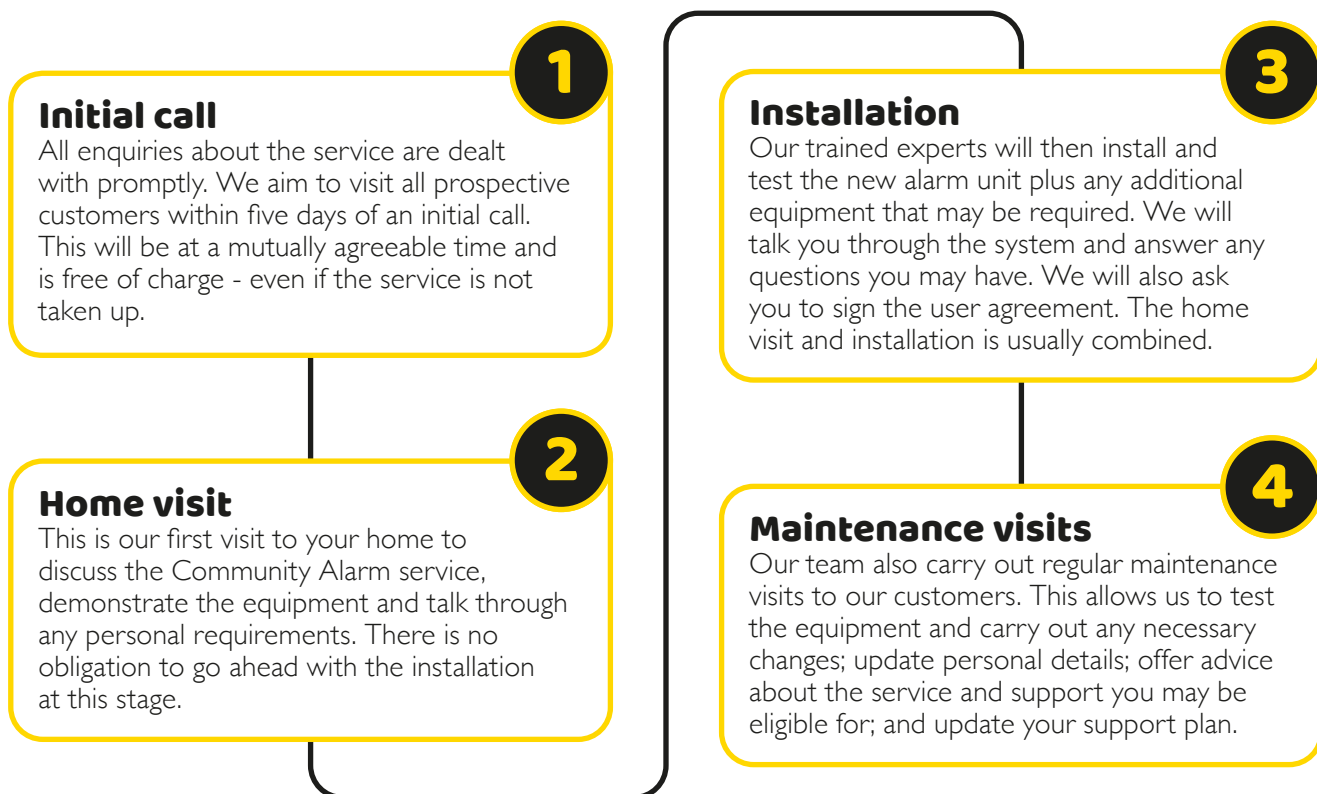 1
Initial call
All enquiries about the service are dealt
with promptly. We aim to visit all prospective
customers within five days of an initial call.
This will be at a mutually agreeable time and
is free of charge - even if the service is not
taken up.
2
Home visit
This is our first visit to your home to
discuss the Community Alarm service,
demonstrate the equipment and talk through
any personal requirements. There is no
obligation to go ahead with the installation
at this stage.
3
Installation
Our trained experts will then install and
test the new alarm unit plus any additional
equipment that may be required. We will
talk you through the system and answer any
questions you may have. We will also ask
you to sign the user agreement. The home
visit and installation is usually combined.
4
Maintenance visits
Our team also carry out regular maintenance
visits to our customers. This allows us to test
the equipment and carry out any necessary
changes; update personal details; offer advice
about the service and support you may be
eligible for; and update your support plan.